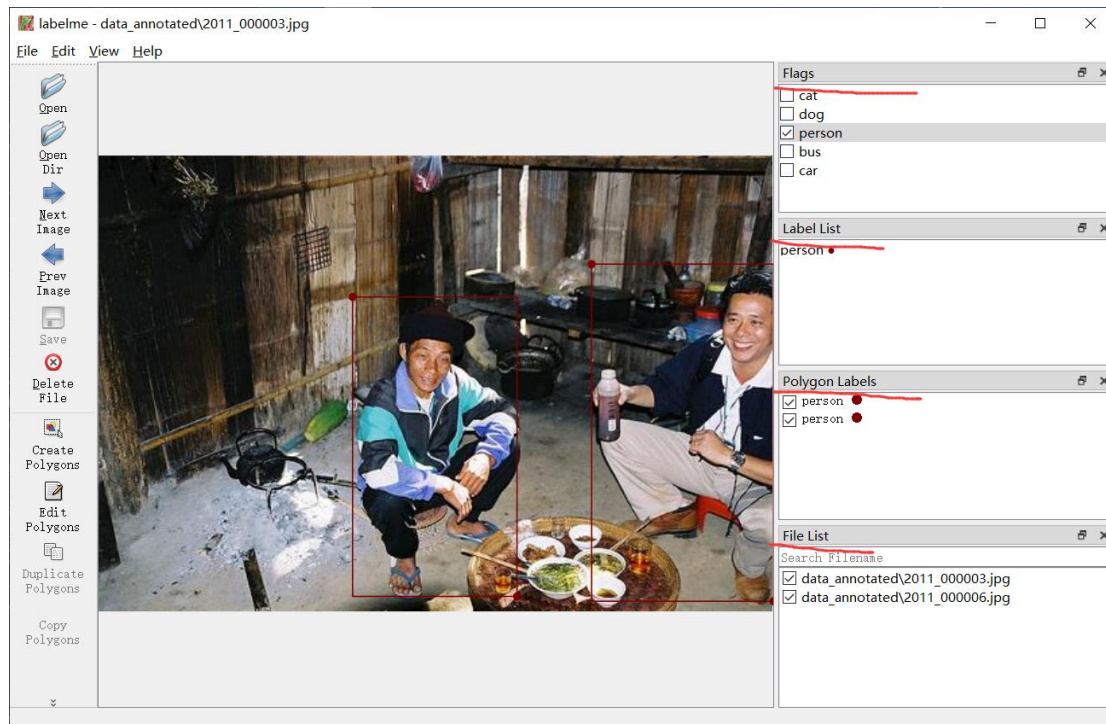 labelme - data_annotated\2011_000003.jpg
File Edit View Help
Open
Open
Dir
Next
Image
Prev
Image
Save
Delete
File
Create
Polygons
Edit
Polygons
Duplicate
Polygons
Copy
Polygons
Flags
cat
dog
person
bus
car
Label List
person
Polygon Labels
person
person
File List
Search Filename
data_annotated\2011_000003.jpg
data_annotated\2011_000006.jpg